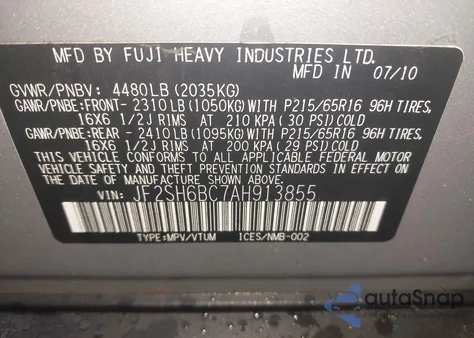 MFD BY FUJI HEAVY INDUSTRIES LTD.
MFD IN 07/10
GVWR/PNBV: 4480LB(2035KG)
GAWR/PNBE:FRONT- 2310LB(1050KG)WITH P215/65R16 96H TIRES,
16X6 1/2J RIMS AT 210 KPA (30 PSI)COLD
GAWR/PNBE:REAR - 2410LB(1095KG)WITH P215/65R16 96H TIRES,
16X6 1/2J RIMS AT 200 KPA (29 PSI)COLD
THIS VEHICLE CONFORMS TO ALL APPLICABLE FEDERAL MOTOR
VEHICLE SAFETY STANDARDS IN EFFECT ON THE DATE OF
MANUFACTURE SHOWN ABOVE.
VIN: JF2SH6BC7AH913855
TYPE:MPV/VTUM ICES/NMB-002
autoSnap